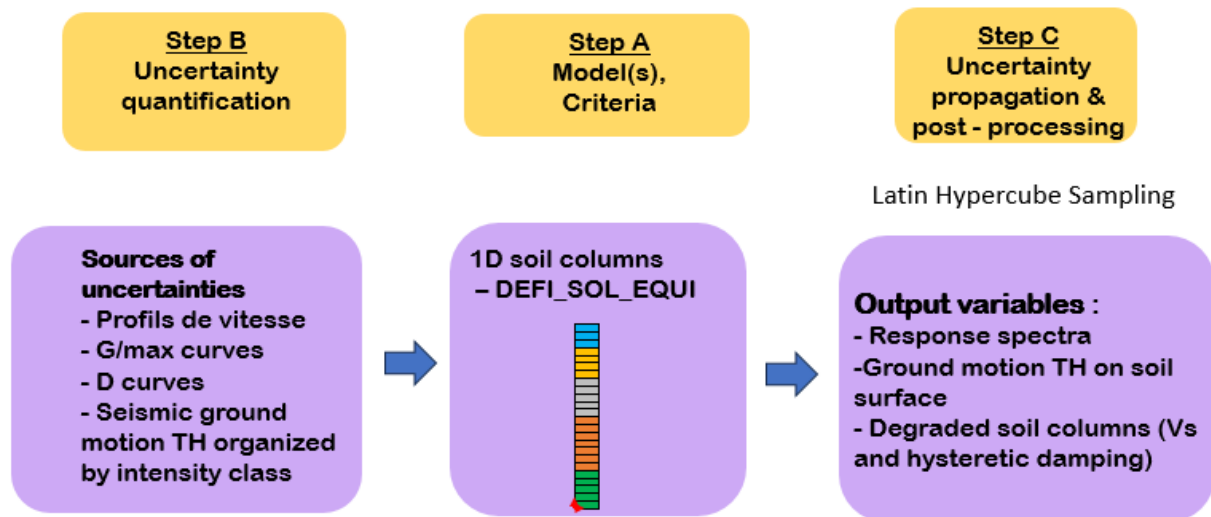 Step B
Uncertainty
quantification
Step A
Model(s),
Criteria
Step C
Uncertainty
propagation &
post - processing
Latin Hypercube Sampling
Sources of
uncertainties
- Profils de vitesse
- G/max curves
- D curves
- Seismic ground
motion TH organized
by intensity class
1D soil columns
– DEFI_SOL_EQUI
Output variables :
- Response spectra
-Ground motion TH on soil
surface
- Degraded soil columns (Vs
and hysteretic damping)